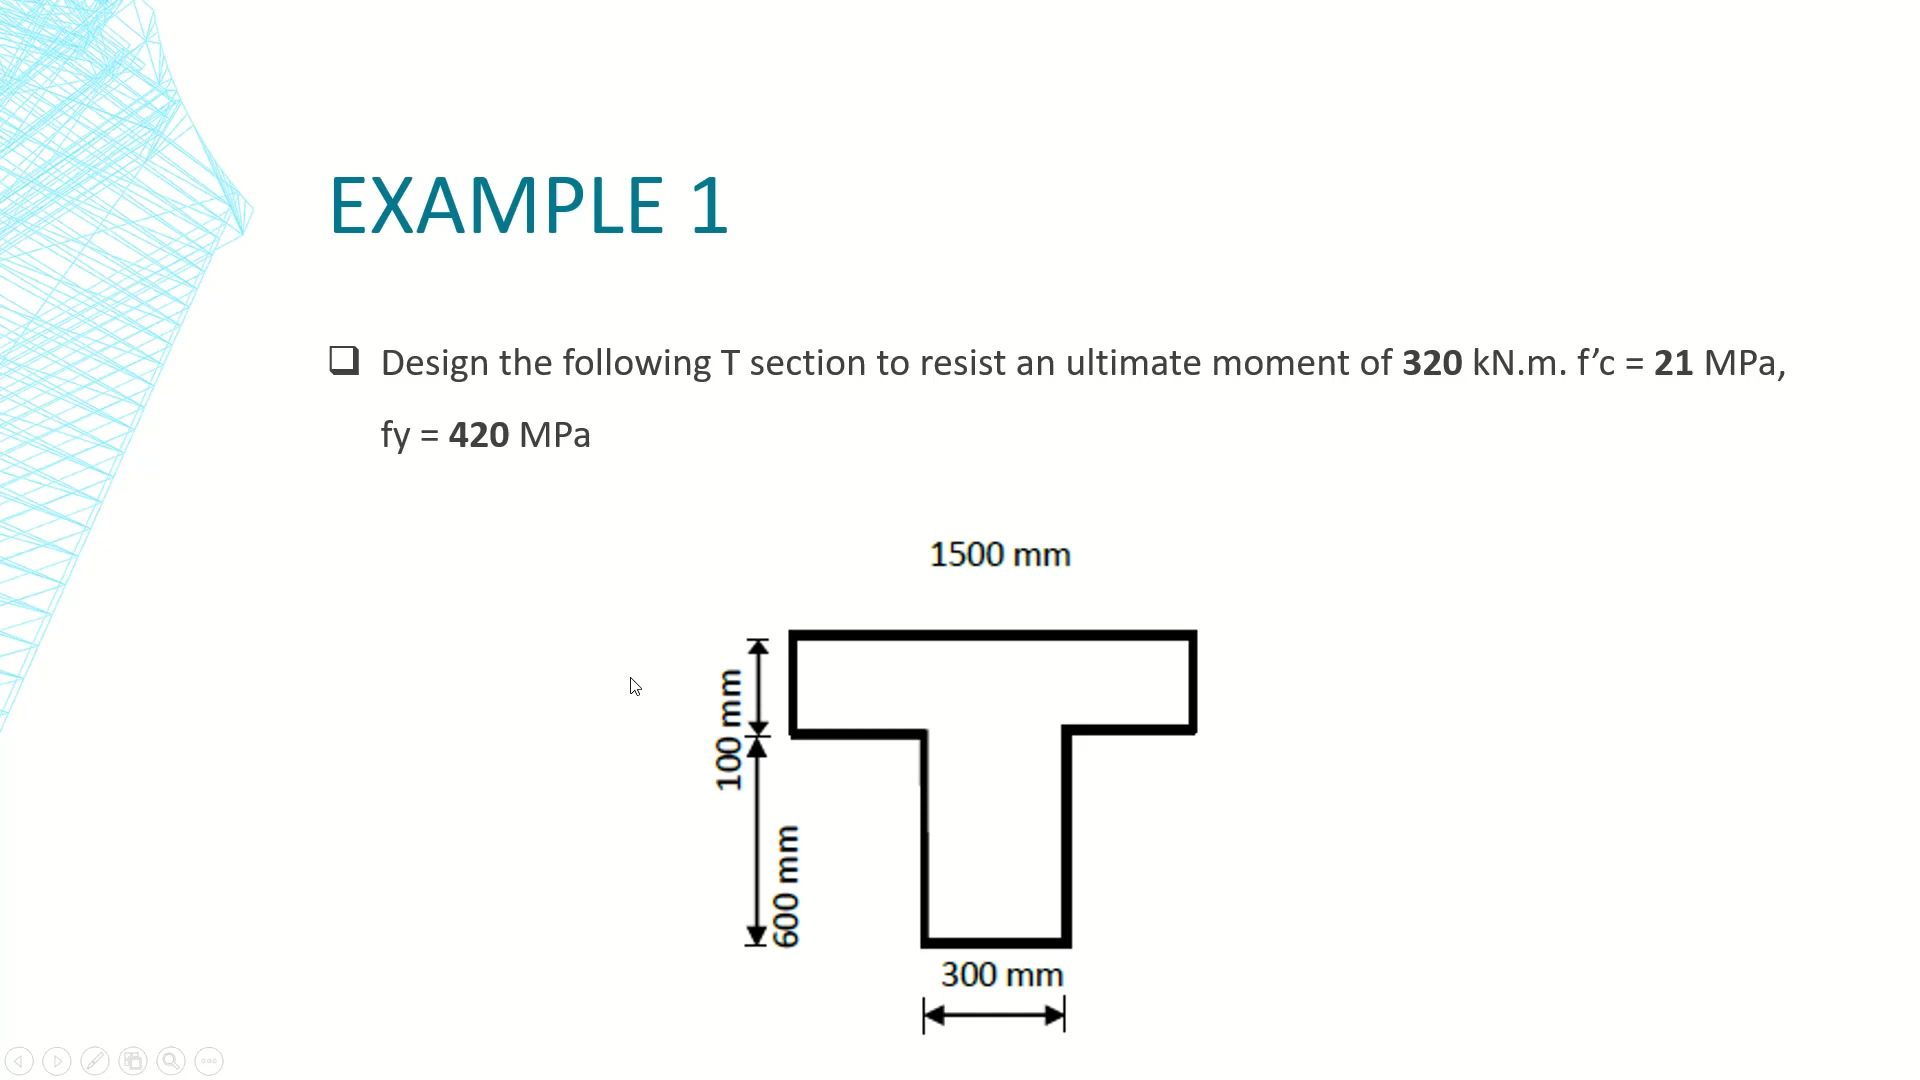 EXAMPLE 1
Design the following T section to resist an ultimate moment of 320 kN.m. f’c = 21 MPa,
fy = 420 MPa
1500 mm
100 mm
600 mm
300 mm